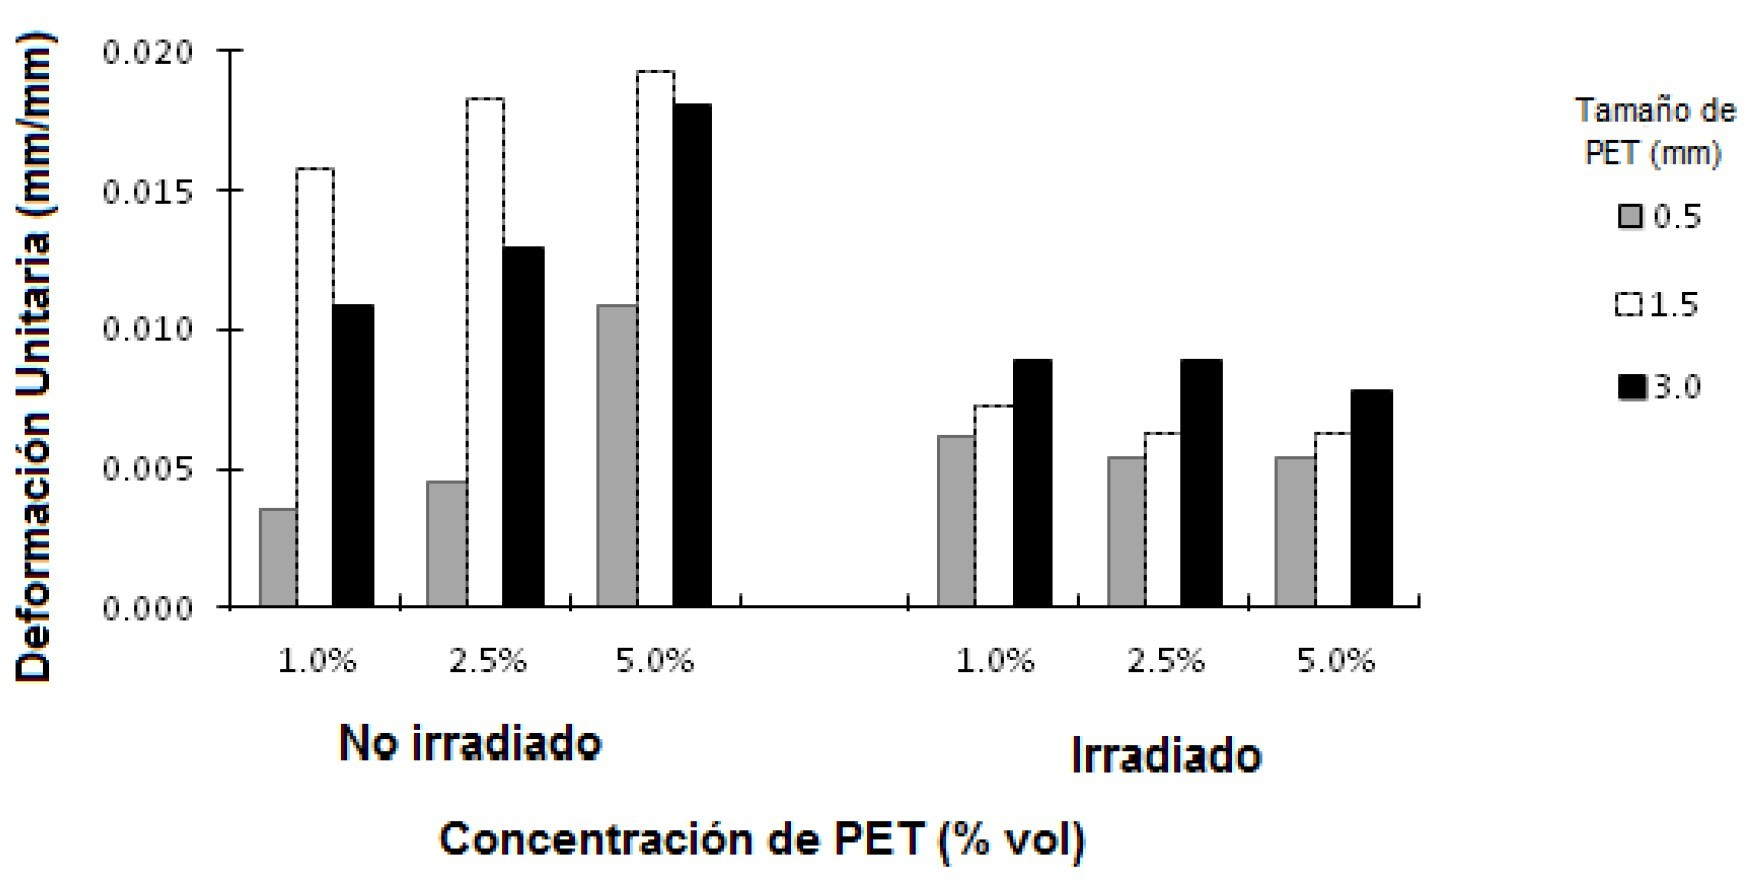 Deformación Unitaria (mm/mm)
0.020
0.015
0.010
0.005
0.000
1.0% 2.5% 5.0% 1.0% 2.5% 5.0%
No irradiado Irradiado
Concentración de PET (% vol)
Tamaño de
PET (mm)
0.5
1.5
3.0